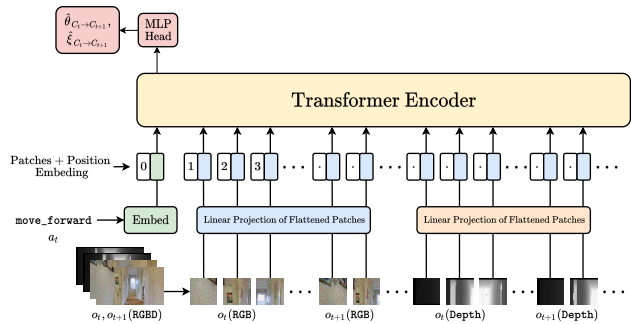 θ̂_{C_t→C_{t+1}},
ξ̂_{C_t→C_{t+1}}
MLP
Head
Transformer Encoder
Patches + Position
Embeding
0 1 2 3 ··· · · ··· · · · ··· · · ···
move_forward
a_t
Embed
Linear Projection of Flattened Patches
Linear Projection of Flattened Patches
··· ··· ··· ···
o_t, o_{t+1}(RGBD)
o_t(RGB)
o_{t+1}(RGB)
o_t(Depth)
o_{t+1}(Depth)